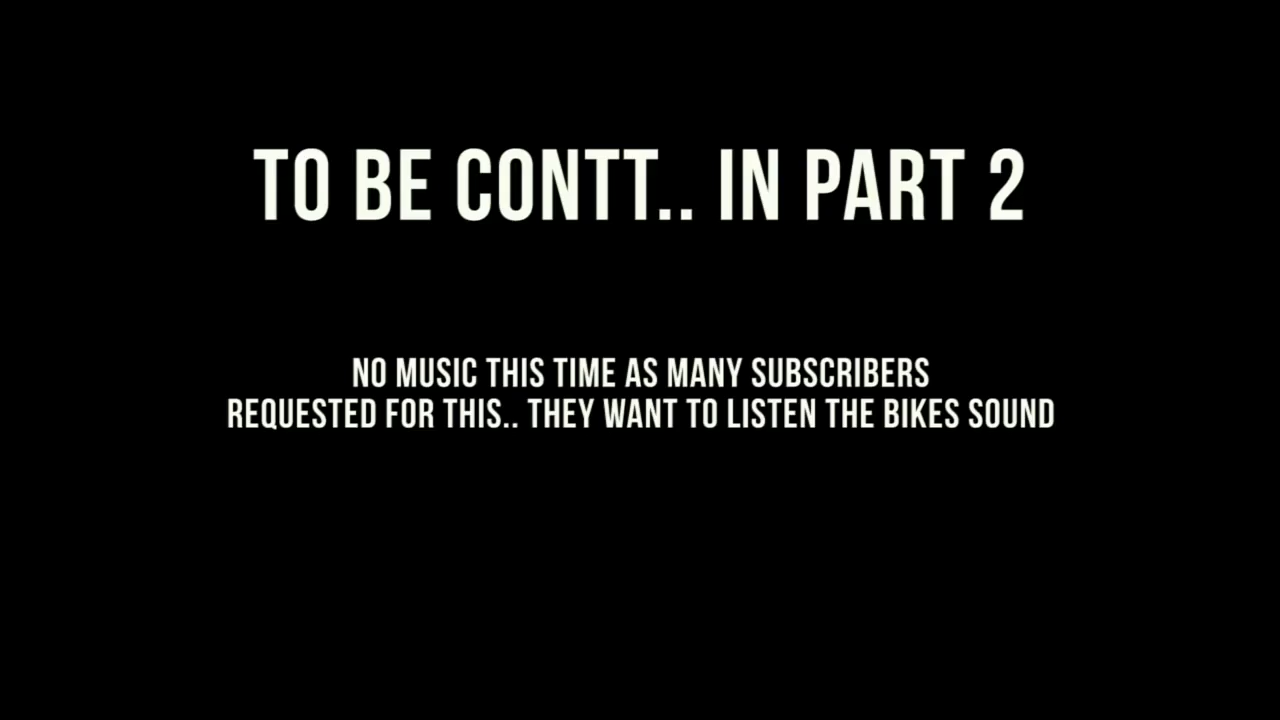 TO BE CONTT.. IN PART 2
NO MUSIC THIS TIME AS MANY SUBSCRIBERS
REQUESTED FOR THIS.. THEY WANT TO LISTEN THE BIKES SOUND